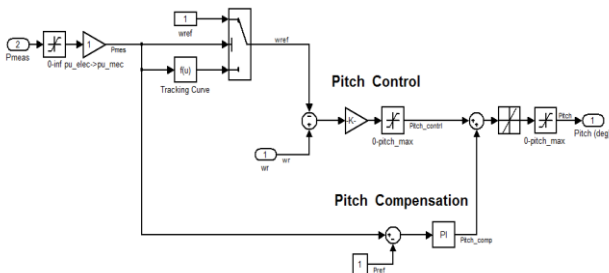 1
wref
2
Pmeas
0-inf
pu_elec->pu_mec
1
Pmes
f(u)
Tracking Curve
wref
Pitch Control
-K-
0-pitch_max
Pitch_contrl
0-pitch_max
Pitch
1
Pitch (deg)
1
wr
wr
Pitch Compensation
PI
Pitch_comp
1
Pref